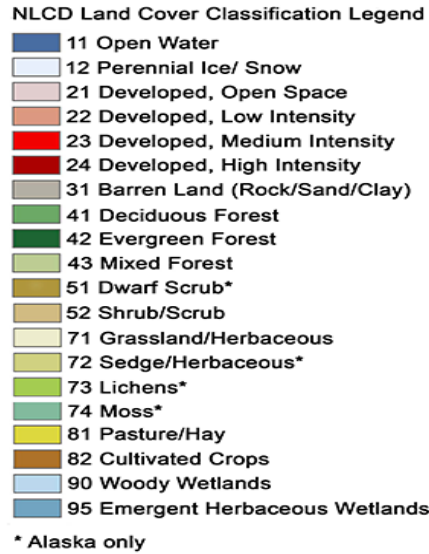 NLCD Land Cover Classification Legend
11 Open Water
12 Perennial Ice/ Snow
21 Developed, Open Space
22 Developed, Low Intensity
23 Developed, Medium Intensity
24 Developed, High Intensity
31 Barren Land (Rock/Sand/Clay)
41 Deciduous Forest
42 Evergreen Forest
43 Mixed Forest
51 Dwarf Scrub*
52 Shrub/Scrub
71 Grassland/Herbaceous
72 Sedge/Herbaceous*
73 Lichens*
74 Moss*
81 Pasture/Hay
82 Cultivated Crops
90 Woody Wetlands
95 Emergent Herbaceous Wetlands
* Alaska only